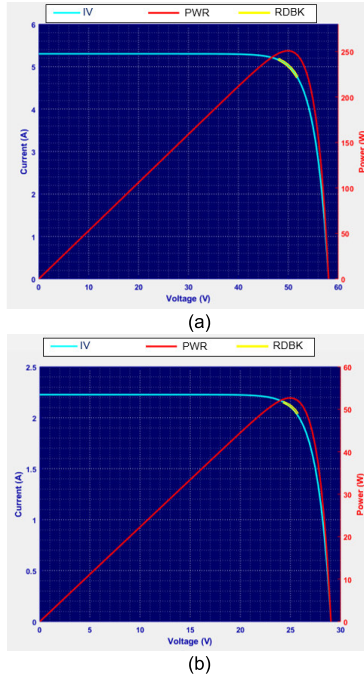 IV PWR RDBK
6
5
4
3
2
1
0
Current (A)
250
200
150
100
50
0
Power (W)
0 10 20 30 40 50 60
Voltage (V)
(a)
IV PWR RDBK
2.5
2
1.5
1
0.5
0
Current (A)
60
50
40
30
20
10
0
Power (W)
0 5 10 15 20 25 30
Voltage (V)
(b)